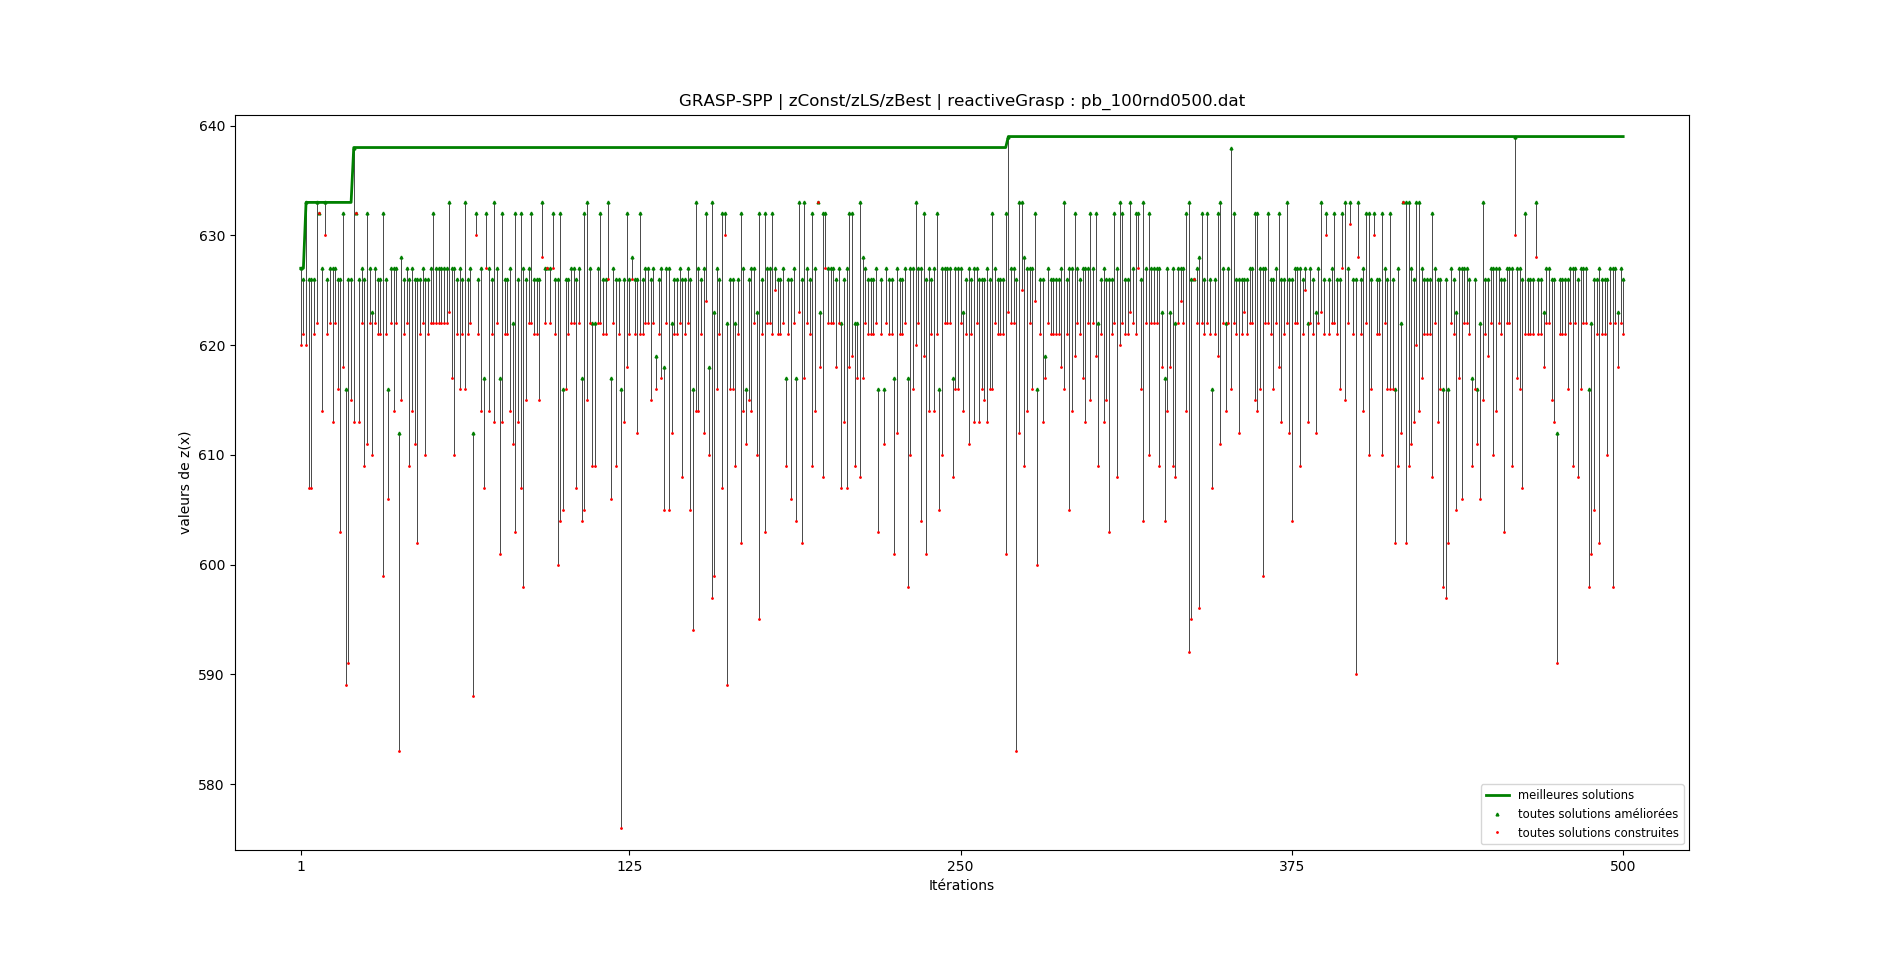 GRASP-SPP | zConst/zLS/zBest | reactiveGrasp : pb_100rnd0500.dat
640
630
620
610
600
590
580
valeurs de z(x)
1 125 250 375 500
Itérations
meilleures solutions
toutes solutions améliorées
toutes solutions construites